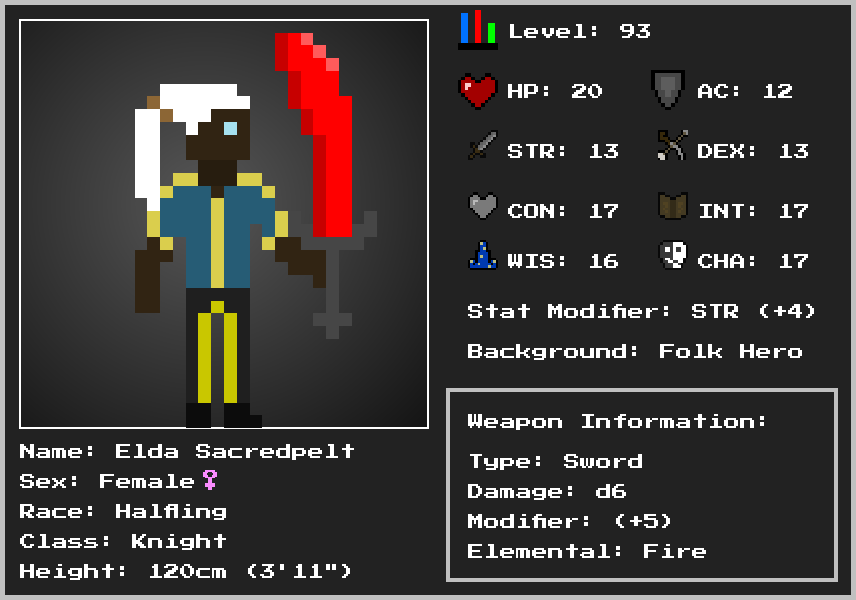 Level: 93
HP: 20 AC: 12
STR: 13 DEX: 13
CON: 17 INT: 17
WIS: 16 CHA: 17
Stat Modifier: STR (+4)
Background: Folk Hero
Weapon Information:
Type: Sword
Damage: d6
Modifier: (+5)
Elemental: Fire
Name: Elda Sacredpelt
Sex: Female♀
Race: Halfling
Class: Knight
Height: 120cm (3'11")